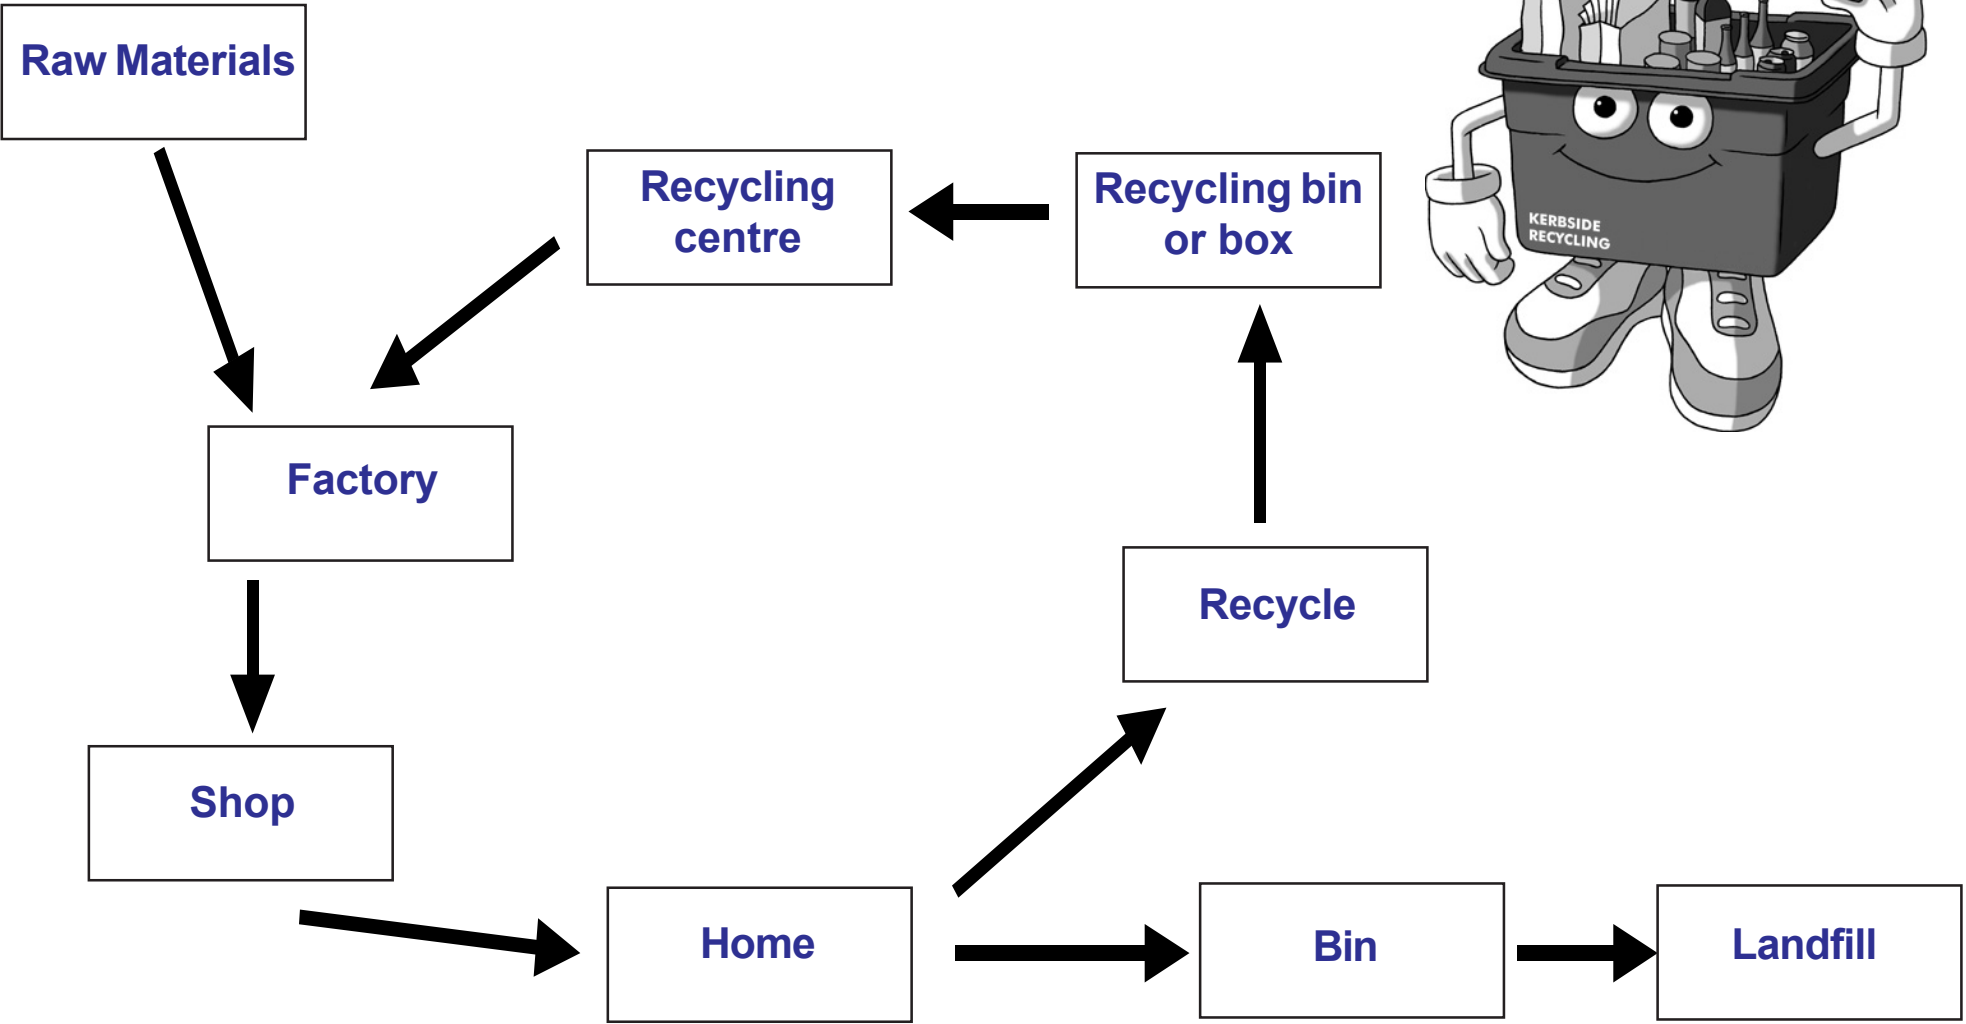 Raw Materials
Recycling
centre
Recycling bin
or box
KERBSIDE
RECYCLING
Factory
Recycle
Shop
Home
Bin
Landfill